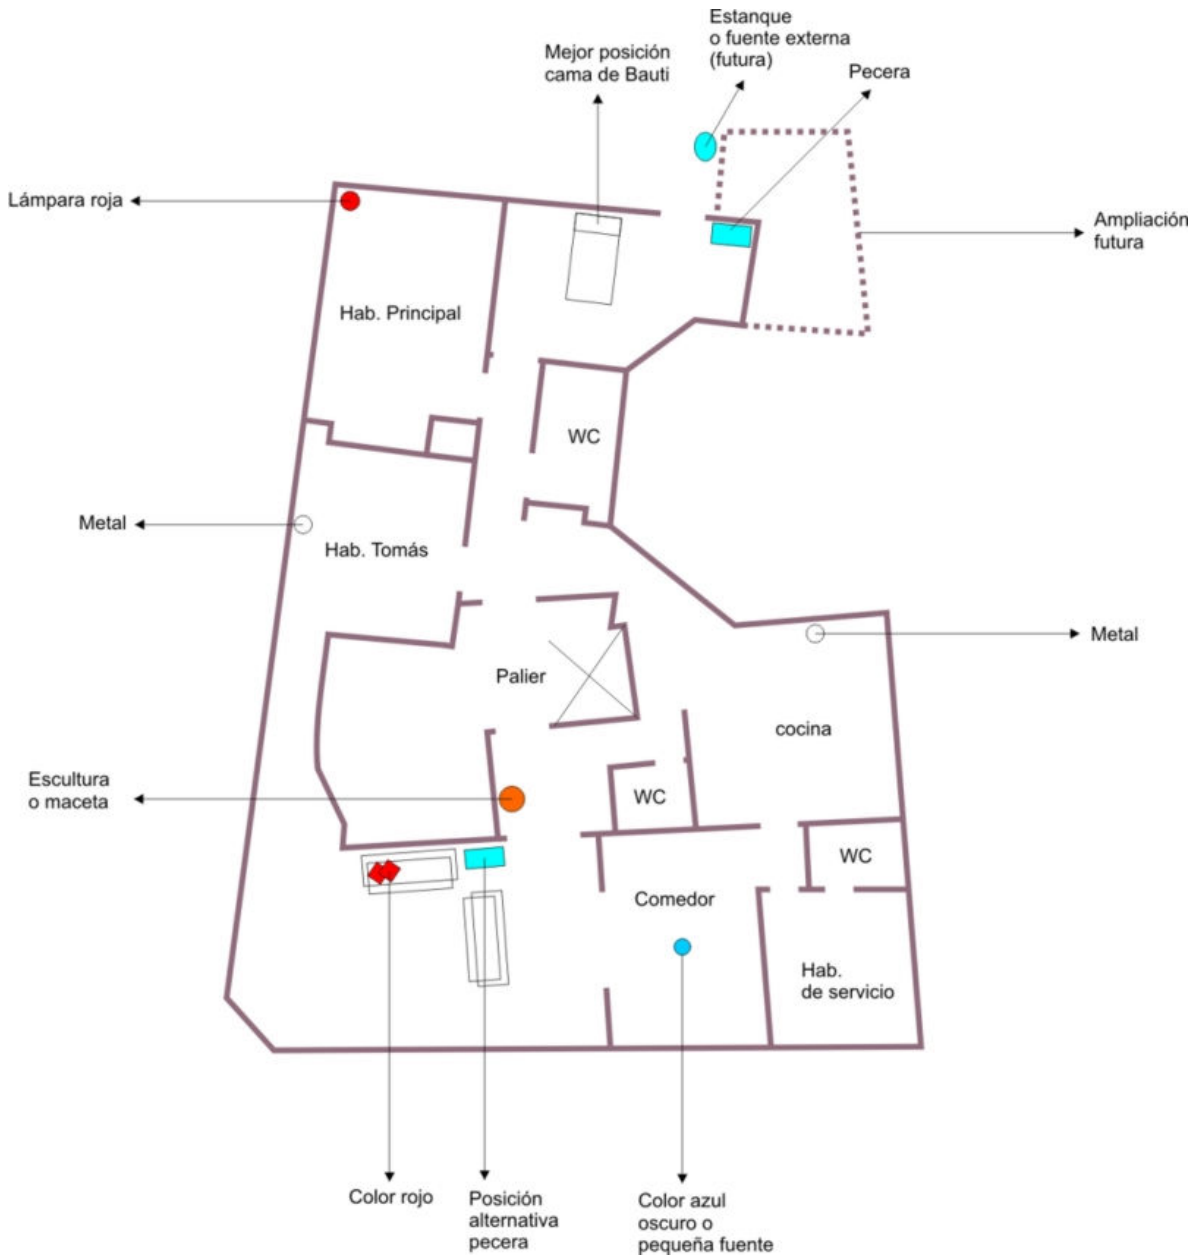 Estanque
o fuente externa
(futura)
Mejor posición
cama de Bauti
Pecera
Lámpara roja
Ampliación
futura
Hab. Principal
WC
Metal
Hab. Tomás
Metal
Palier
cocina
Escultura
o maceta
WC
WC
Comedor
Hab.
de servicio
Color rojo
Posición
alternativa
pecera
Color azul
oscuro o
pequeña fuente